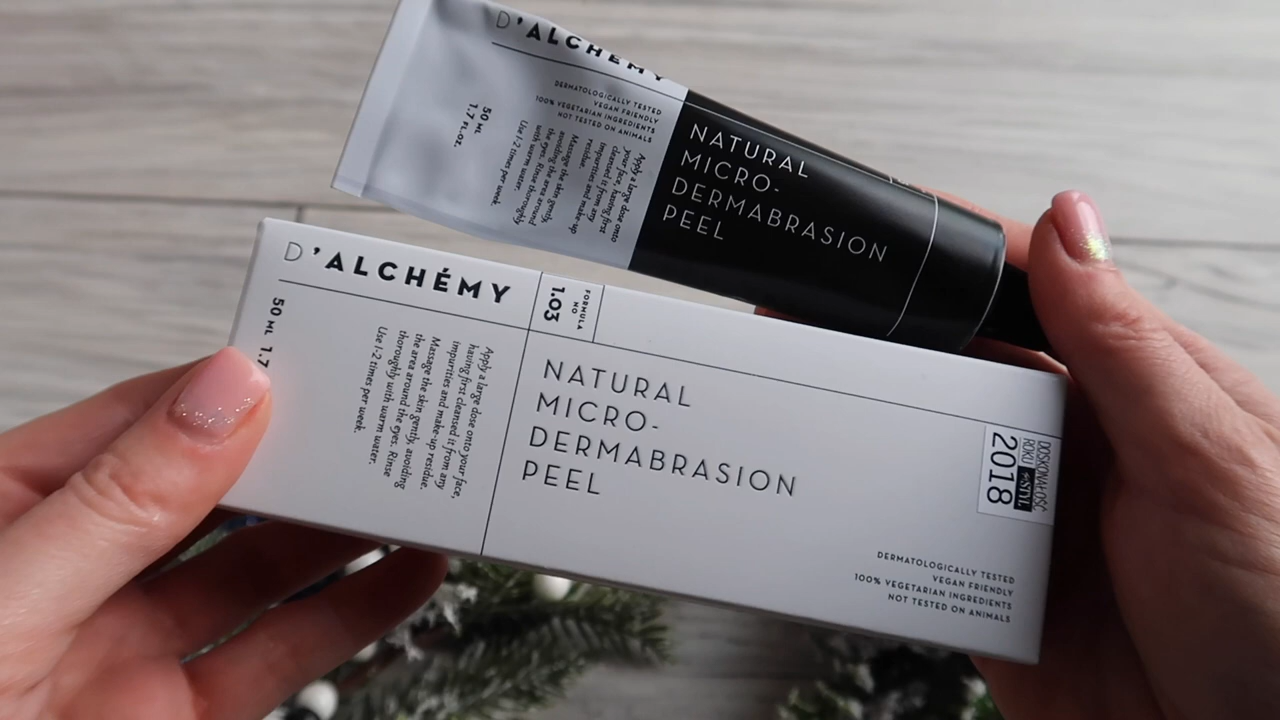 D'ALCHEMY
DERMATOLOGICALLY TESTED
VEGAN FRIENDLY
100% VEGETARIAN INGREDIENTS
NOT TESTED ON ANIMALS
50 ML
1.7 FL.OZ.
Apply a large dose onto
your face, having first
cleansed it from any
impurities and make-up
residue.
Massage the skin gently,
avoiding the area around
the eyes. Rinse thoroughly
with warm water.
Use 1-2 times per week.
NATURAL
MICRO-
DERMABRASION
PEEL
D'ALCHÉMY
FORMULA
NO
1.03
50 ML 1.7
Apply a large dose onto your face,
having first cleansed it from any
impurities and make-up residue.
Massage the skin gently, avoiding
the area around the eyes. Rinse
thoroughly with warm water.
Use 1-2 times per week.
NATURAL
MICRO-
DERMABRASION
PEEL
DOSKONAŁOŚĆ
ROKU
STYL
2018
DERMATOLOGICALLY TESTED
VEGAN FRIENDLY
100% VEGETARIAN INGREDIENTS
NOT TESTED ON ANIMALS